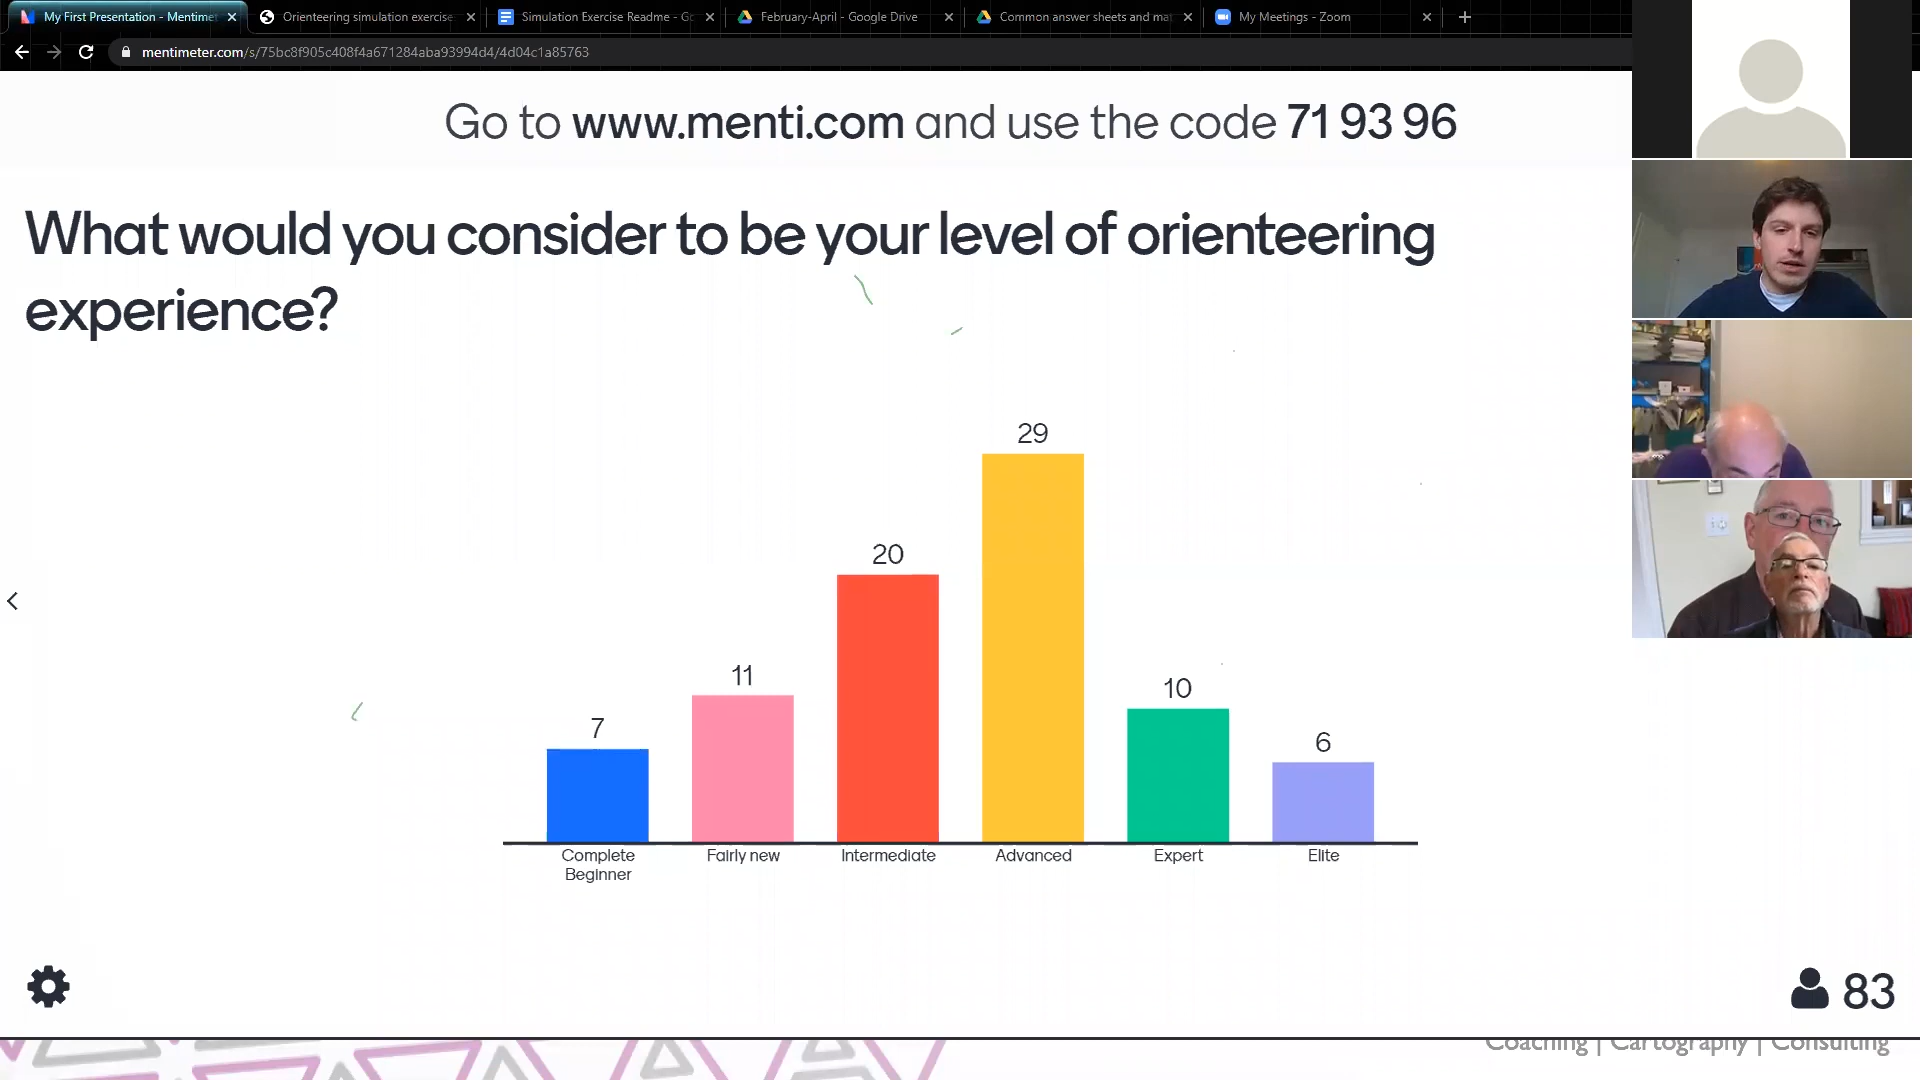 My First Presentation - Mentime
Orienteering simulation exercise
Simulation Exercise Readme - Go
February-April - Google Drive
Common answer sheets and ma
My Meetings - Zoom
mentimeter.com/s/75bc8f905c408f4a671284aba93994d4/4d04c1a85763
Go to www.menti.com and use the code 71 93 96
What would you consider to be your level of orienteering
experience?
29
20
11
10
7
6
Complete
Beginner
Fairly new
Intermediate
Advanced
Expert
Elite
83
Coaching | Cartography | Consulting